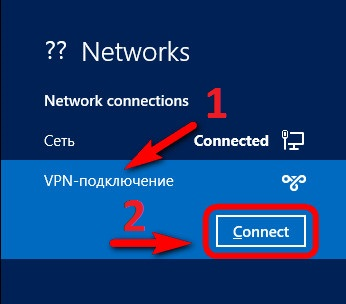 ?? Networks
Network connections
1
Сеть Connected
VPN-подключение
2
Connect